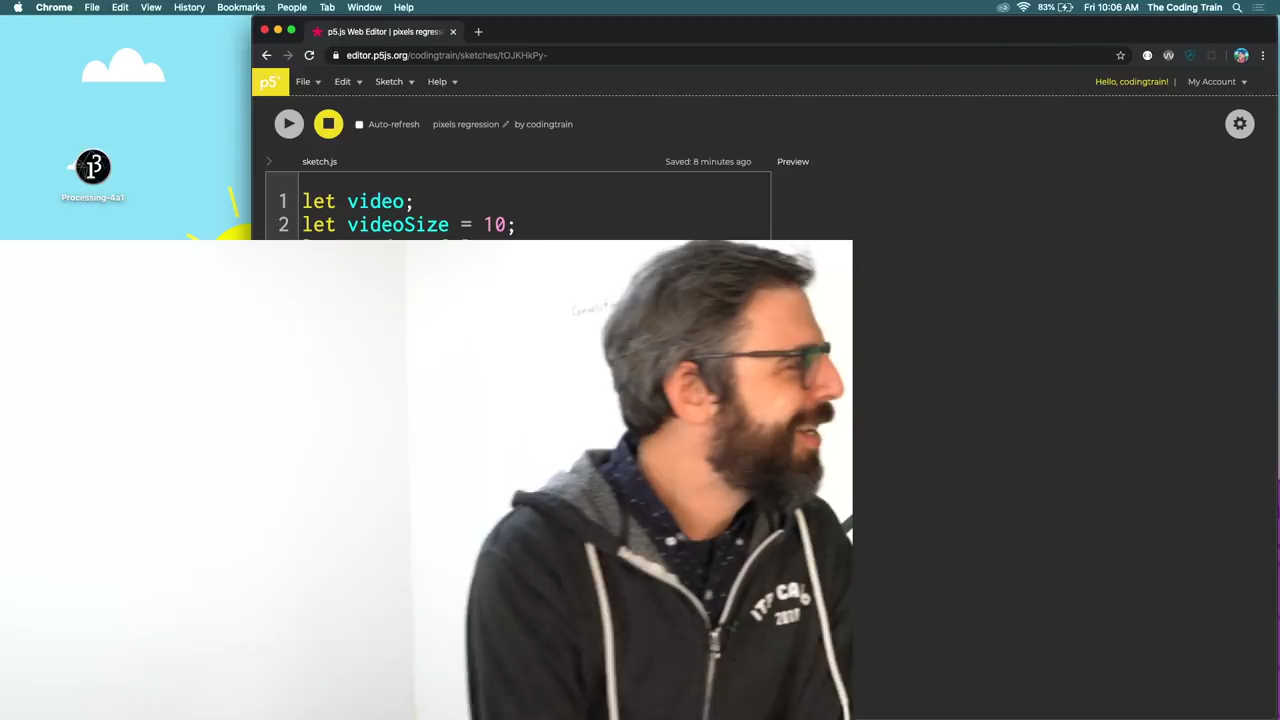 Chrome File Edit View History Bookmarks People Tab Window Help 83% Fri 10:06 AM The Coding Train
p5.js Web Editor | pixels regres
editor.p5js.org/codingtrain/sketches/tOJKHkPy-
p5* File Edit Sketch Help Hello, codingtrain! | My Account
Auto-refresh pixels regression by codingtrain
sketch.js Saved: 8 minutes ago Preview
Processing-4a1
1 let video;
2 let videoSize = 10;
ITP CA